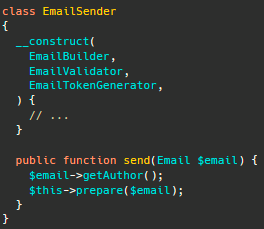 class EmailSender
{
  __construct(
    EmailBuilder,
    EmailValidator,
    EmailTokenGenerator,
  ) {
    // ...
  }

  public function send(Email $email) {
    $email->getAuthor();
    $this->prepare($email);
  }
}